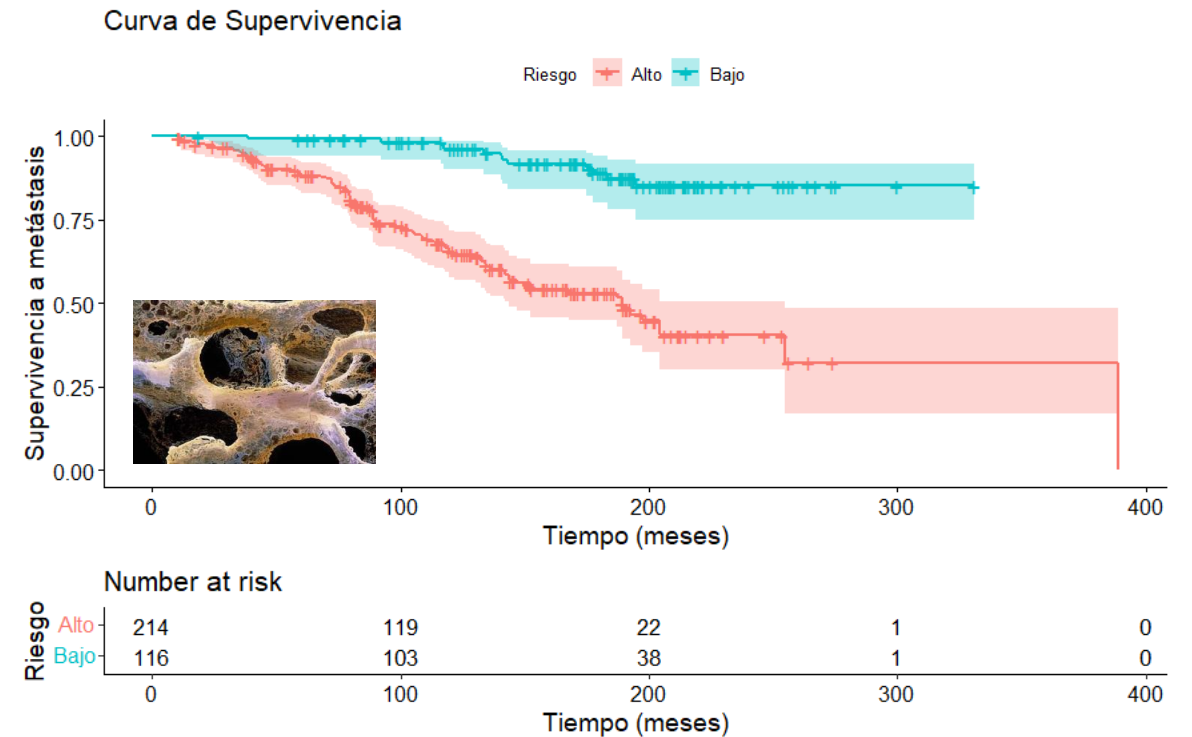 Curva de Supervivencia
Riesgo Alto Bajo
Supervivencia a metástasis
1.00
0.75
0.50
0.25
0.00
0 100 200 300 400
Tiempo (meses)
Number at risk
Riesgo
Alto 214 119 22 1 0
Bajo 116 103 38 1 0
0 100 200 300 400
Tiempo (meses)